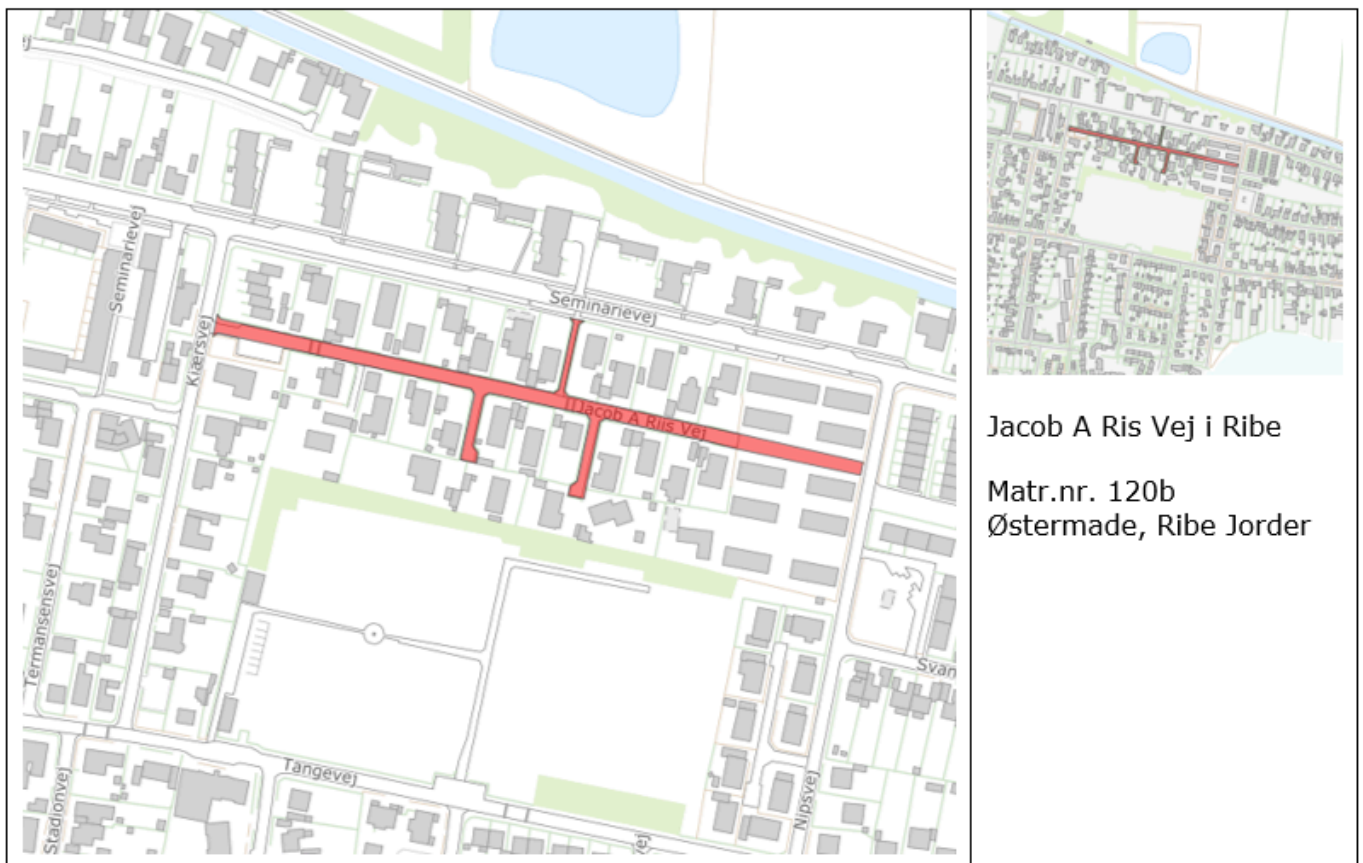 Seminarievej
Seminarievej
Kiærsvej
Jacob A Riis Vej
Termansensvej
Svan
Tangevej
Stadionvej
Nipsvej
vej
Jacob A Ris Vej i Ribe
Matr.nr. 120b
Østermade, Ribe Jorder